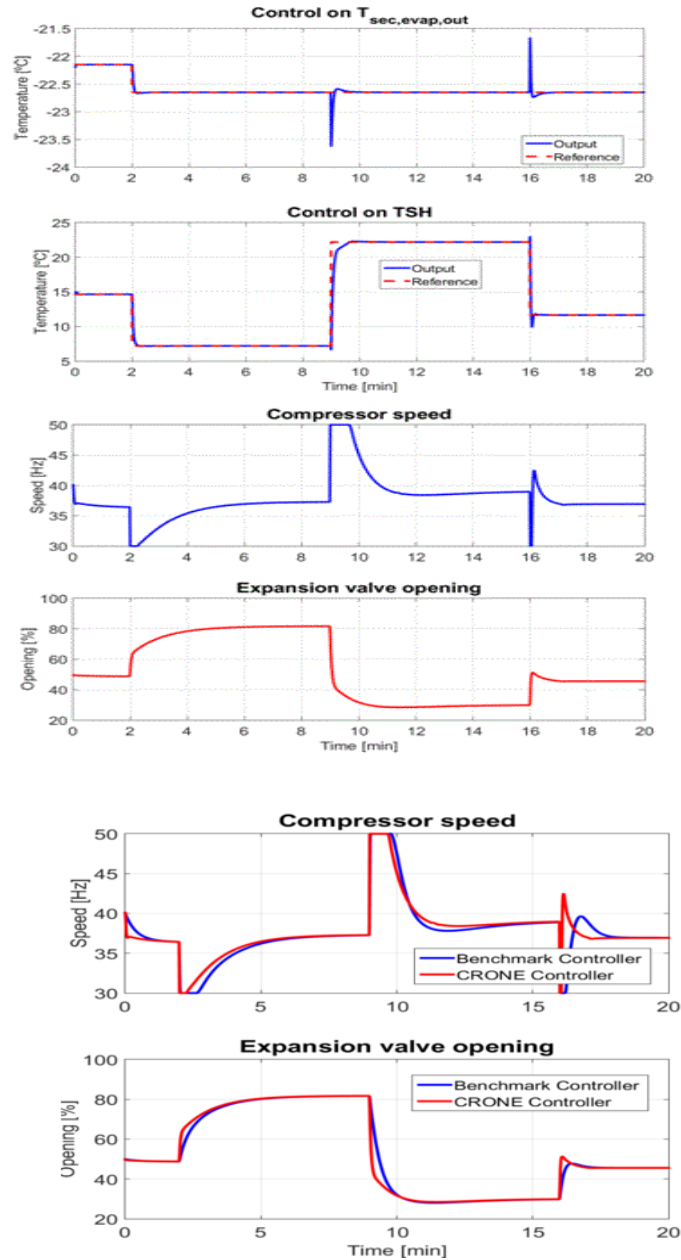 Control on T sec,evap,out
Temperature [ºC]
-21.5
-22
-22.5
-23
-23.5
-24
Output
Reference
0 2 4 6 8 10 12 14 16 18 20
Control on TSH
Temperature [ºC]
25
20
15
10
5
Output
Reference
0 2 4 6 8 10 12 14 16 18 20
Time [min]
Compressor speed
Speed [Hz]
50
45
40
35
30
0 2 4 6 8 10 12 14 16 18 20
Expansion valve opening
Opening [%]
100
80
60
40
20
0 2 4 6 8 10 12 14 16 18 20
Time [min]
Compressor speed
Speed [Hz]
50
45
40
35
30
Benchmark Controller
CRONE Controller
0 5 10 15 20
Expansion valve opening
Opening [%]
100
80
60
40
20
Benchmark Controller
CRONE Controller
0 5 10 15 20
Time [min]